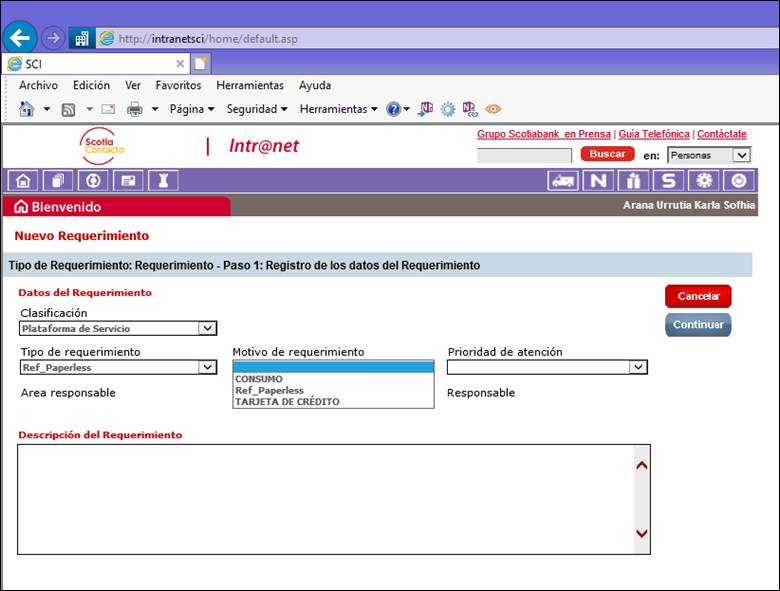 http://intranetsci/home/default.asp
SCI
Archivo Edición Ver Favoritos Herramientas Ayuda
Página Seguridad Herramientas
Scotia
Contacto
| Intr@net
Grupo Scotiabank en Prensa | Guía Telefónica | Contáctate
Buscar en: Personas
N S
Bienvenido
Arana Urrutia Karla Sofhia
Nuevo Requerimiento
Tipo de Requerimiento: Requerimiento - Paso 1: Registro de los datos del Requerimiento
Datos del Requerimiento
Cancelar
Clasificación
Plataforma de Servicio
Continuar
Tipo de requerimiento Motivo de requerimiento Prioridad de atención
Ref_Paperless
CONSUMO
Ref_Paperless
TARJETA DE CRÉDITO
Area responsable Responsable
Descripción del Requerimiento